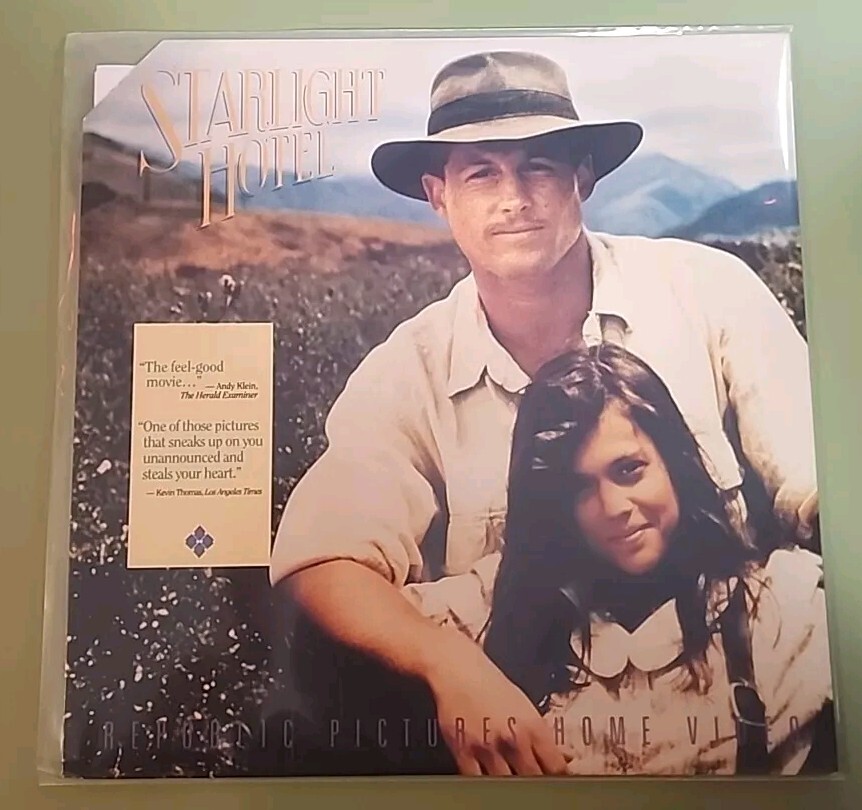 STARLIGHT
HOTEL
“The feel-good
movie…” — Andy Klein,
The Herald Examiner
“One of those pictures
that sneaks up on you
unannounced and
steals your heart.”
— Kevin Thomas, Los Angeles Times
REPUBLIC PICTURES HOME VIDEO